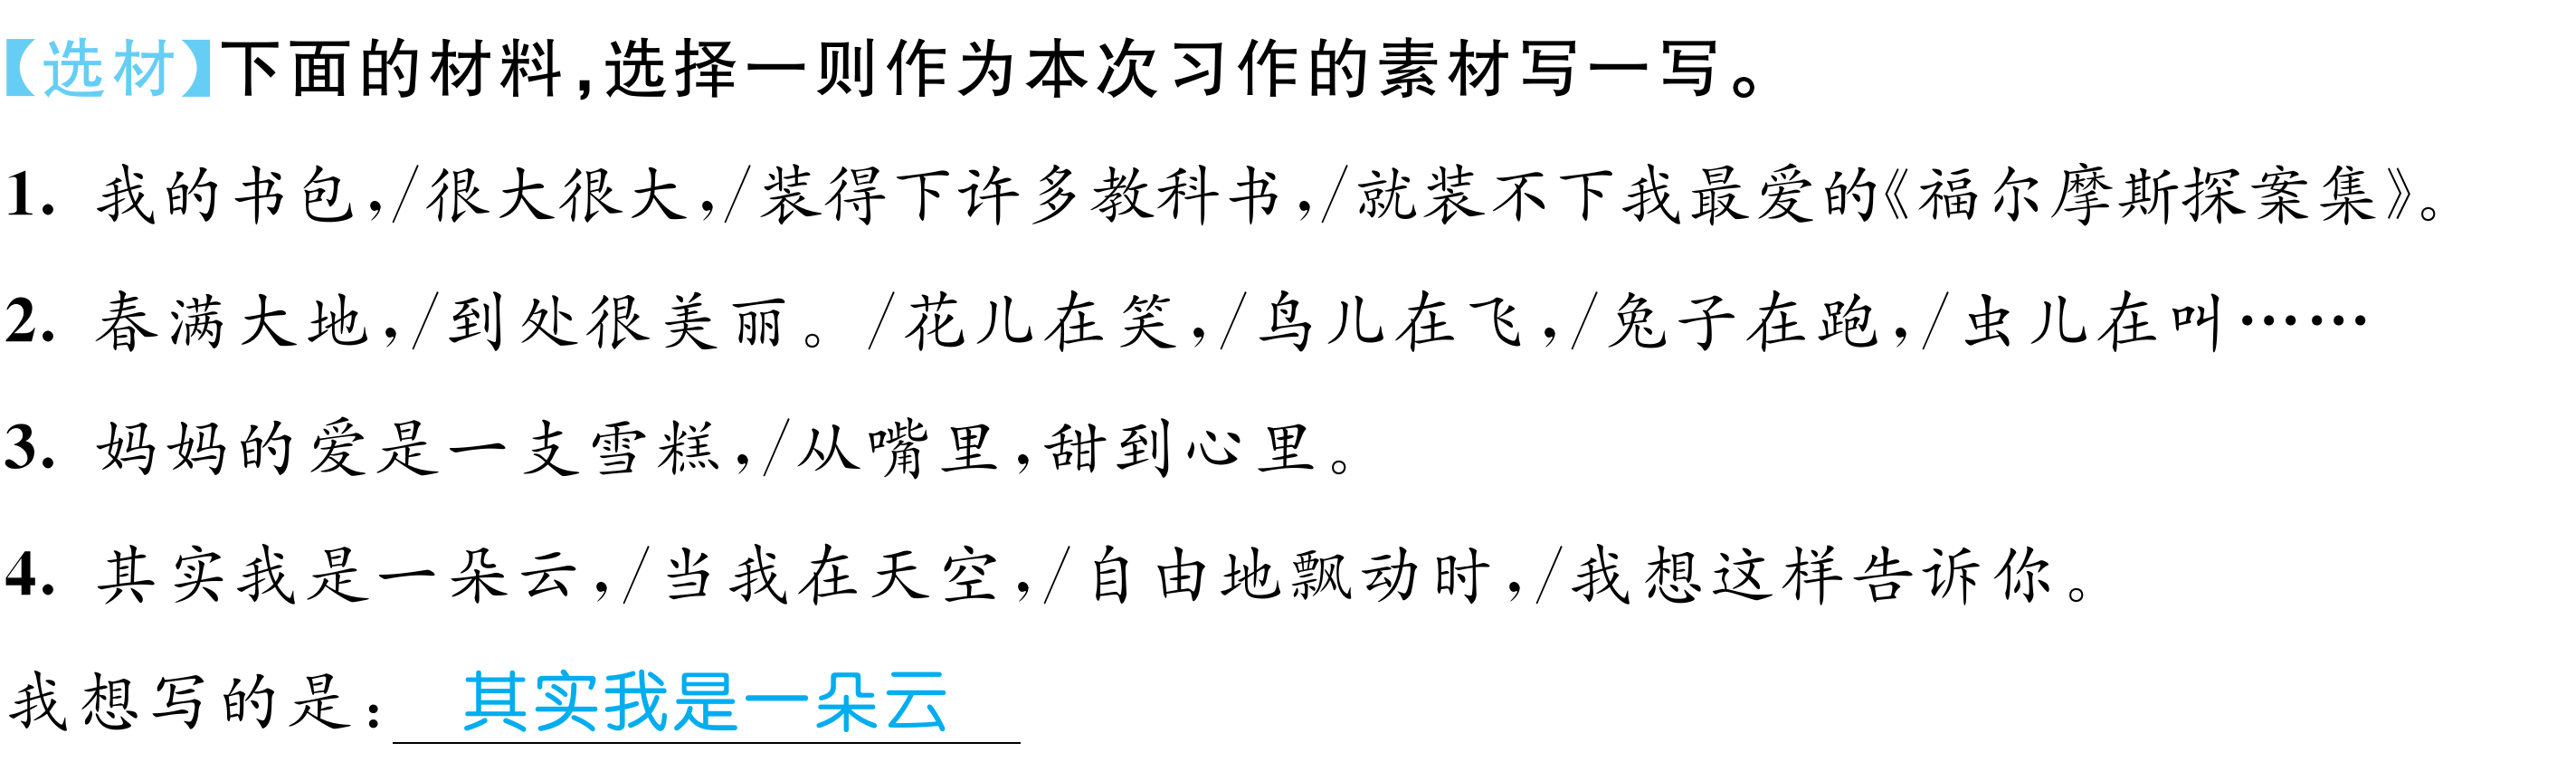 【选材】下面的材料,选择一则作为本次习作的素材写一写。
1. 我的书包,/很大很大,/装得下许多教科书,/就装不下我最爱的《福尔摩斯探案集》。
2. 春满大地,/到处很美丽。/花儿在笑,/鸟儿在飞,/兔子在跑,/虫儿在叫……
3. 妈妈的爱是一支雪糕,/从嘴里,甜到心里。
4. 其实我是一朵云,/当我在天空,/自由地飘动时,/我想这样告诉你。
我想写的是:其实我是一朵云